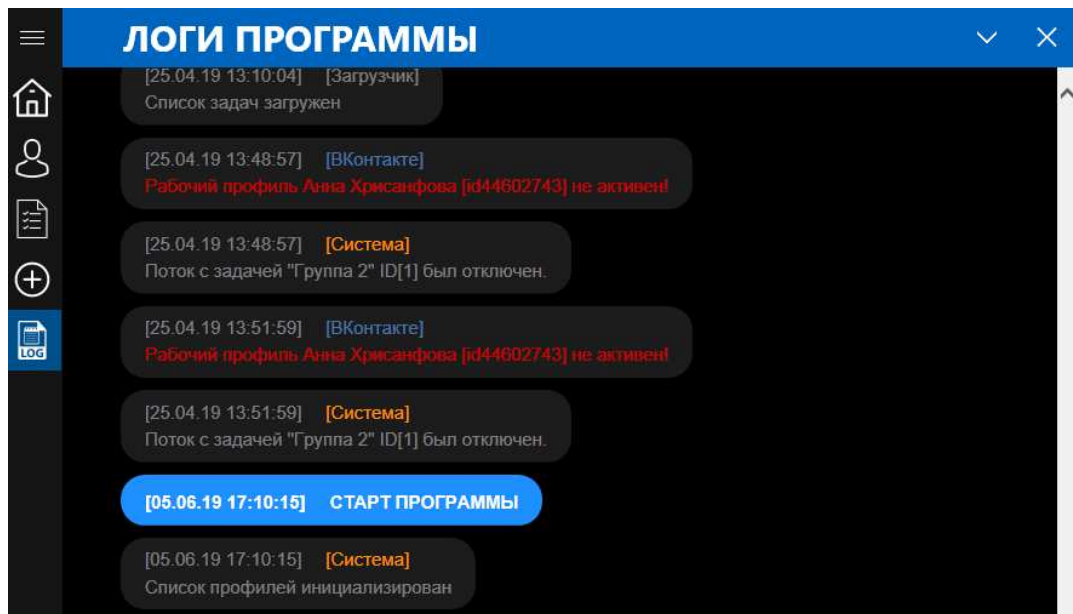 ЛОГИ ПРОГРАММЫ
[25.04.19 13:10:04] [Загрузчик]
Список задач загружен
[25.04.19 13:48:57] [ВКонтакте]
Рабочий профиль Анна Хрисанфова [id44602743] не активен!
[25.04.19 13:48:57] [Система]
Поток с задачей "Группа 2" ID[1] был отключен.
[25.04.19 13:51:59] [ВКонтакте]
Рабочий профиль Анна Хрисанфова [id44602743] не активен!
[25.04.19 13:51:59] [Система]
Поток с задачей "Группа 2" ID[1] был отключен.
[05.06.19 17:10:15] СТАРТ ПРОГРАММЫ
[05.06.19 17:10:15] [Система]
Список профилей инициализирован
LOG